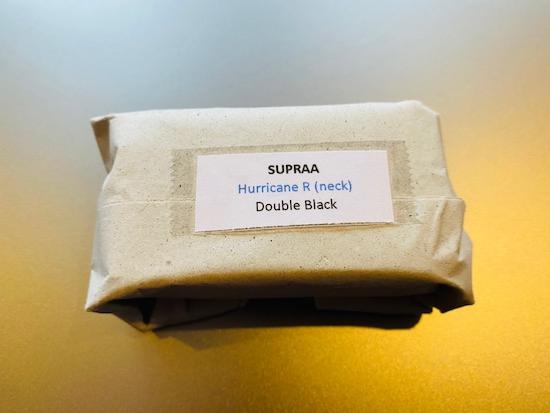 SUPRAA
Hurricane R (neck)
Double Black